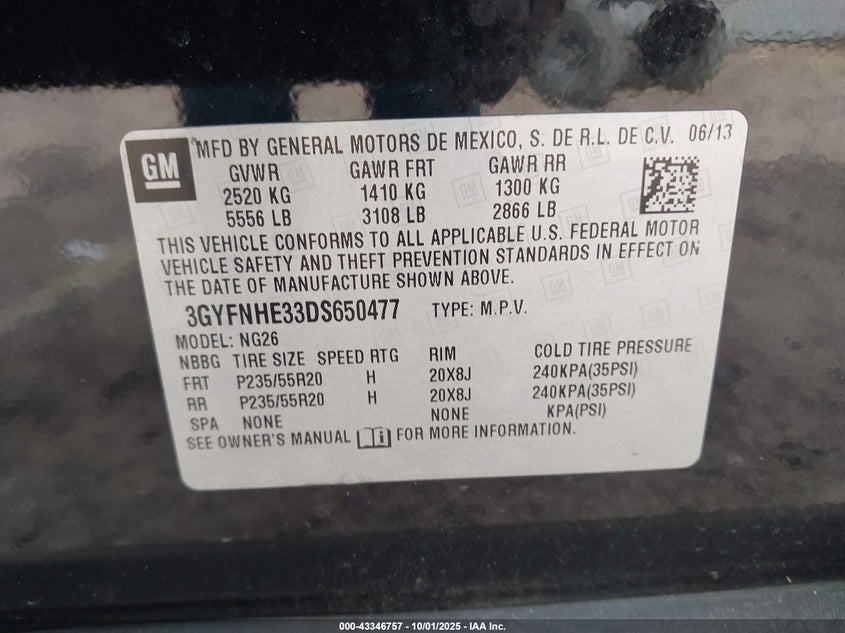 GM
MFD BY GENERAL MOTORS DE MEXICO, S. DE R.L. DE C.V. 06/13
GVWR GAWR FRT GAWR RR
2520 KG 1410 KG 1300 KG
5556 LB 3108 LB 2866 LB
THIS VEHICLE CONFORMS TO ALL APPLICABLE U.S. FEDERAL MOTOR
VEHICLE SAFETY AND THEFT PREVENTION STANDARDS IN EFFECT ON
THE DATE OF MANUFACTURE SHOWN ABOVE.
3GYFNHE33DS650477 TYPE: M.P.V.
MODEL: NG26
NBBG TIRE SIZE SPEED RTG RIM COLD TIRE PRESSURE
FRT P235/55R20 H 20X8J 240KPA(35PSI)
RR P235/55R20 H 20X8J 240KPA(35PSI)
SPA NONE NONE KPA(PSI)
SEE OWNER'S MANUAL FOR MORE INFORMATION.
000-43346757 - 10/01/2025 - IAA Inc.